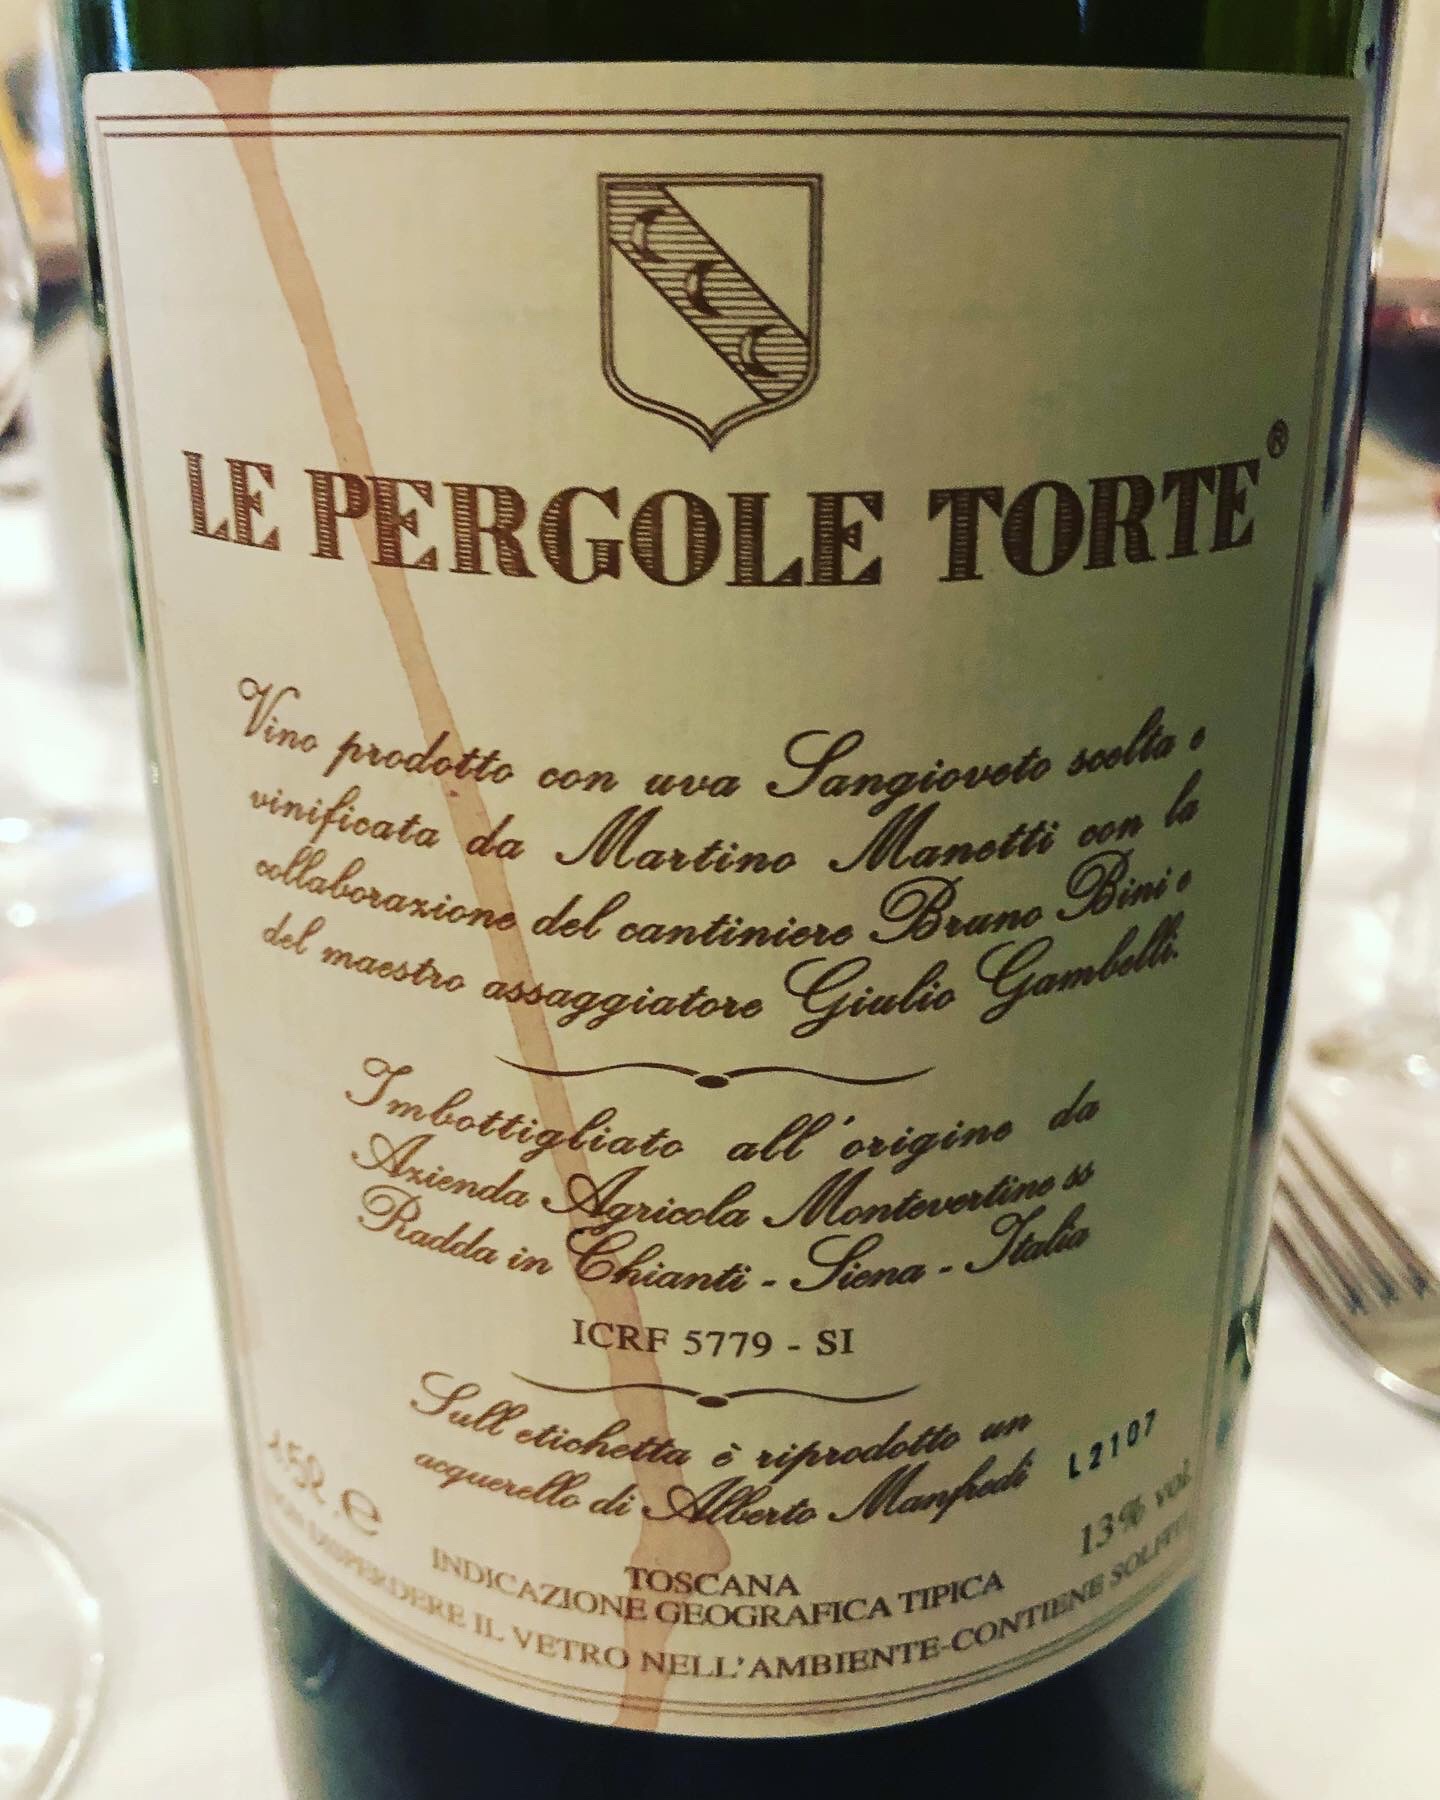 LE PERGOLE TORTE®
Vino prodotto con uva Sangioveto scelta e
vinificata da Martino Manetti con la
collaborazione del cantiniere Bruno Bini e
del maestro assaggiatore Giulio Gambelli.
Imbottigliato all'origine da
Azienda Agricola Montevertine ss
Radda in Chianti - Siena - Italia
ICRF 5779 - SI
Sull etichetta è riprodotto un
acquerello di Alberto Manfredi
L2107
e
13% vol
TOSCANA
INDICAZIONE GEOGRAFICA TIPICA
NON DISPERDERE IL VETRO NELL'AMBIENTE-CONTIENE SOLFITI